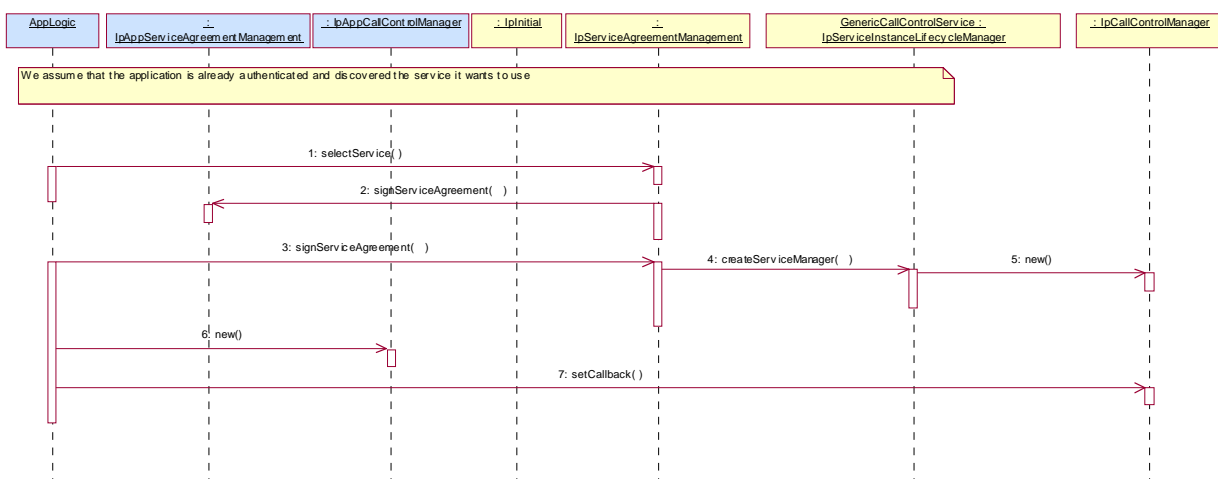 AppLogic
:
IpAppServiceAgreementManagement
: IpAppCallControlManager
: IpInitial
:
IpServiceAgreementManagement
GenericCallControlService :
IpServiceInstanceLifecycleManager
: IpCallControlManager
We assume that the application is already authenticated and discovered the service it wants to use
1: selectService( )
2: signServiceAgreement( )
3: signServiceAgreement( )
4: createServiceManager( )
5: new()
6: new()
7: setCallback( )